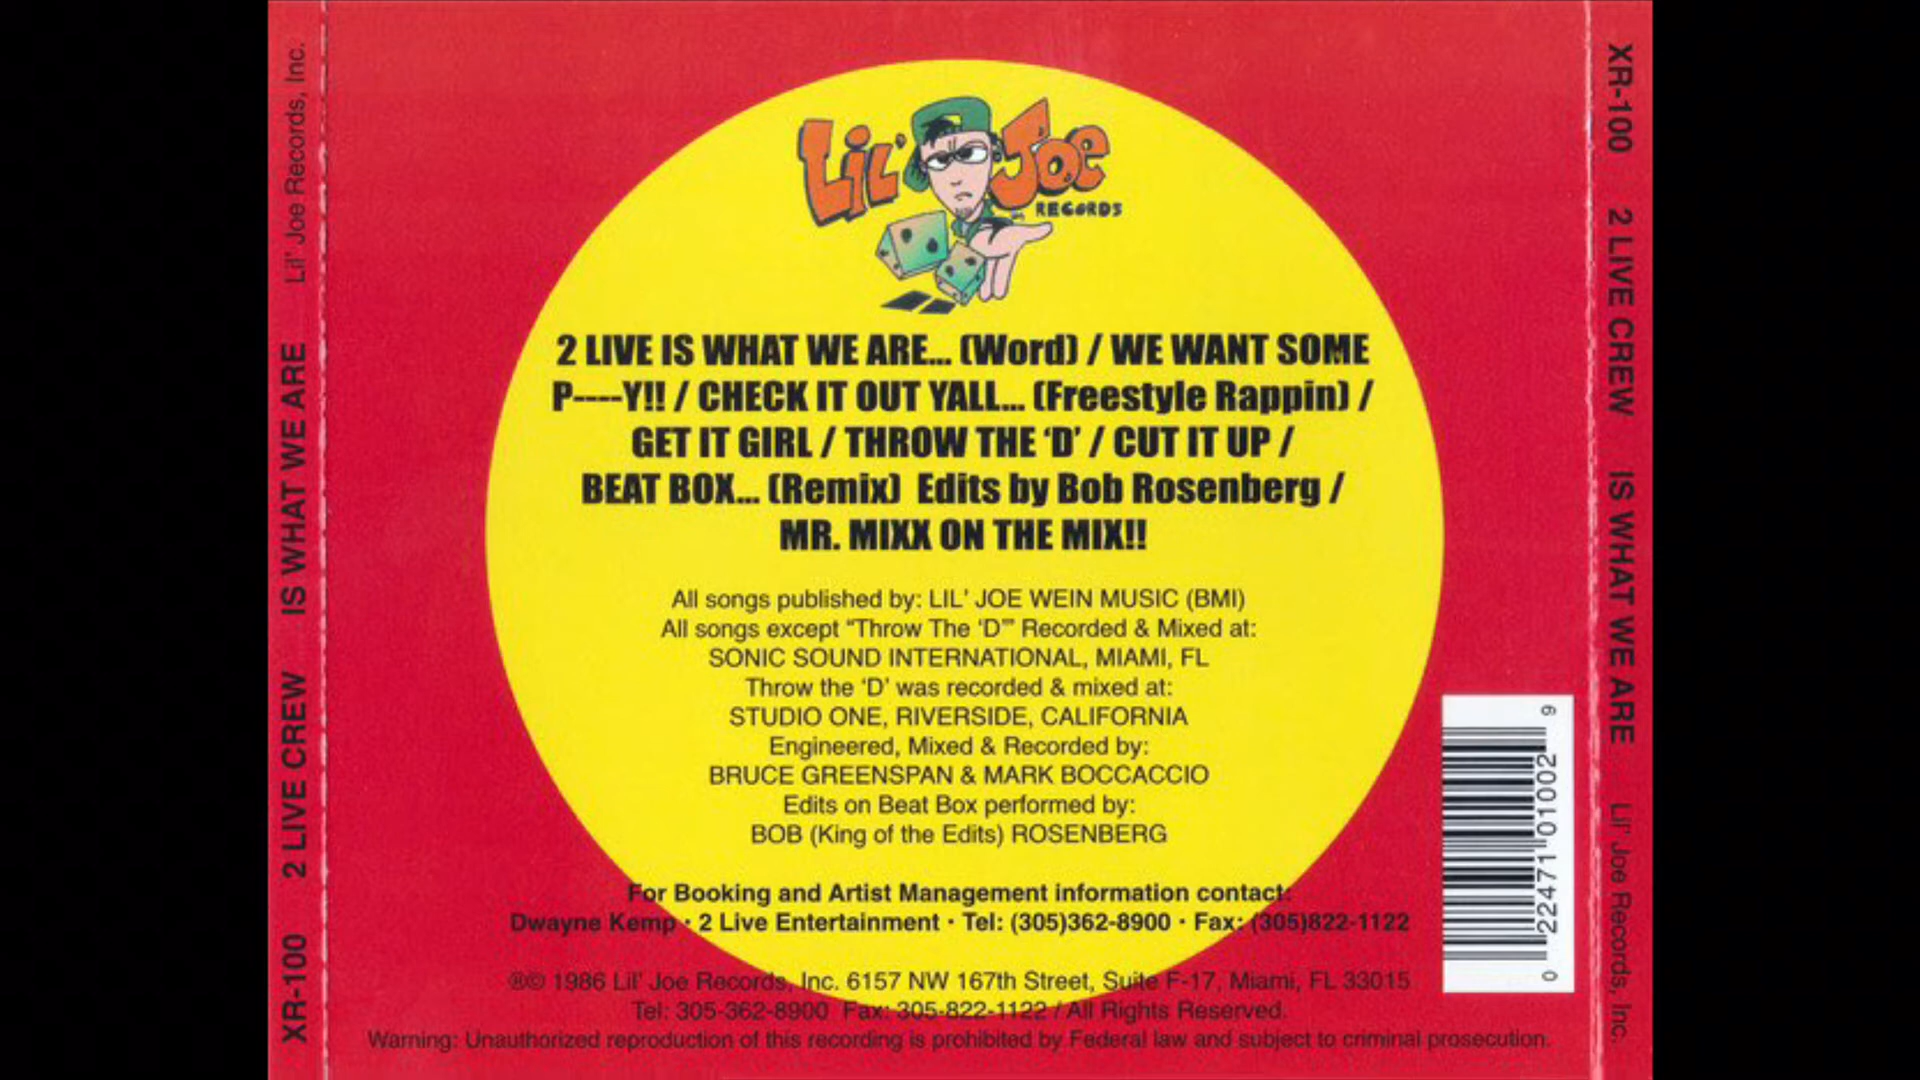 Lil' Joe
RECORDS
2 LIVE IS WHAT WE ARE... (Word) / WE WANT SOME
P----Y!! / CHECK IT OUT YALL... (Freestyle Rappin) /
GET IT GIRL / THROW THE ‘D’ / CUT IT UP /
BEAT BOX... (Remix) Edits by Bob Rosenberg /
MR. MIXX ON THE MIX!!
All songs published by: LIL' JOE WEIN MUSIC (BMI)
All songs except “Throw The ‘D’” Recorded & Mixed at:
SONIC SOUND INTERNATIONAL, MIAMI, FL
Throw the ‘D’ was recorded & mixed at:
STUDIO ONE, RIVERSIDE, CALIFORNIA
Engineered, Mixed & Recorded by:
BRUCE GREENSPAN & MARK BOCCACCIO
Edits on Beat Box performed by:
BOB (King of the Edits) ROSENBERG
For Booking and Artist Management information contact:
Dwayne Kemp · 2 Live Entertainment · Tel: (305)362-8900 · Fax: (305)822-1122
®© 1986 Lil' Joe Records, Inc. 6157 NW 167th Street, Suite F-17, Miami, FL 33015
Tel: 305-362-8900 Fax: 305-822-1122 / All Rights Reserved.
Warning: Unauthorized reproduction of this recording is prohibited by Federal law and subject to criminal prosecution.
XR-100 2 LIVE CREW IS WHAT WE ARE Lil' Joe Records, Inc.
XR-100 2 LIVE CREW IS WHAT WE ARE Lil' Joe Records, Inc.
0 22471 01002 9